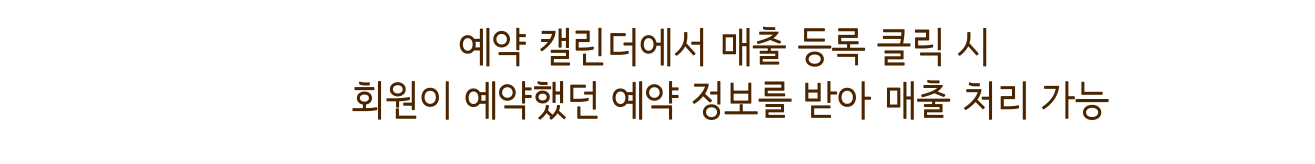 예약 캘린더에서 매출 등록 클릭 시
회원이 예약했던 예약 정보를 받아 매출 처리 가능